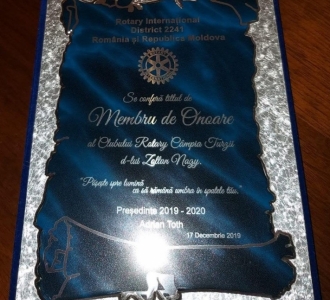 Rotary International
District 2241
România și Republica Moldova
Se conferă titlul de
Membru de Onoare
al Clubului Rotary Câmpia Turzii
d-lui Zoltan Nagy.
"Pășește spre lumină
ca să rămână umbra în spatele tău."
Președinte 2019 - 2020
Adrian Toth
17 Decembrie 2019